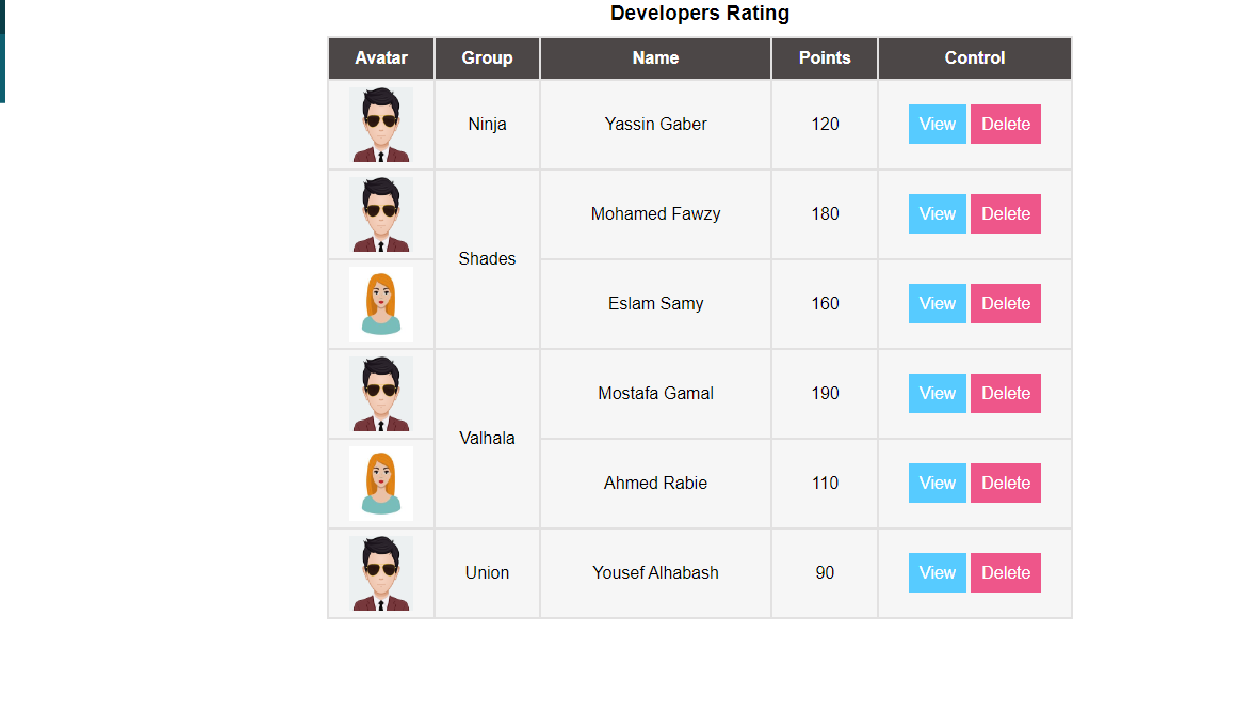 Developers Rating
Avatar Group Name Points Control
Ninja Yassin Gaber 120 View Delete
Mohamed Fawzy 180 View Delete
Shades
Eslam Samy 160 View Delete
Mostafa Gamal 190 View Delete
Valhala
Ahmed Rabie 110 View Delete
Union Yousef Alhabash 90 View Delete